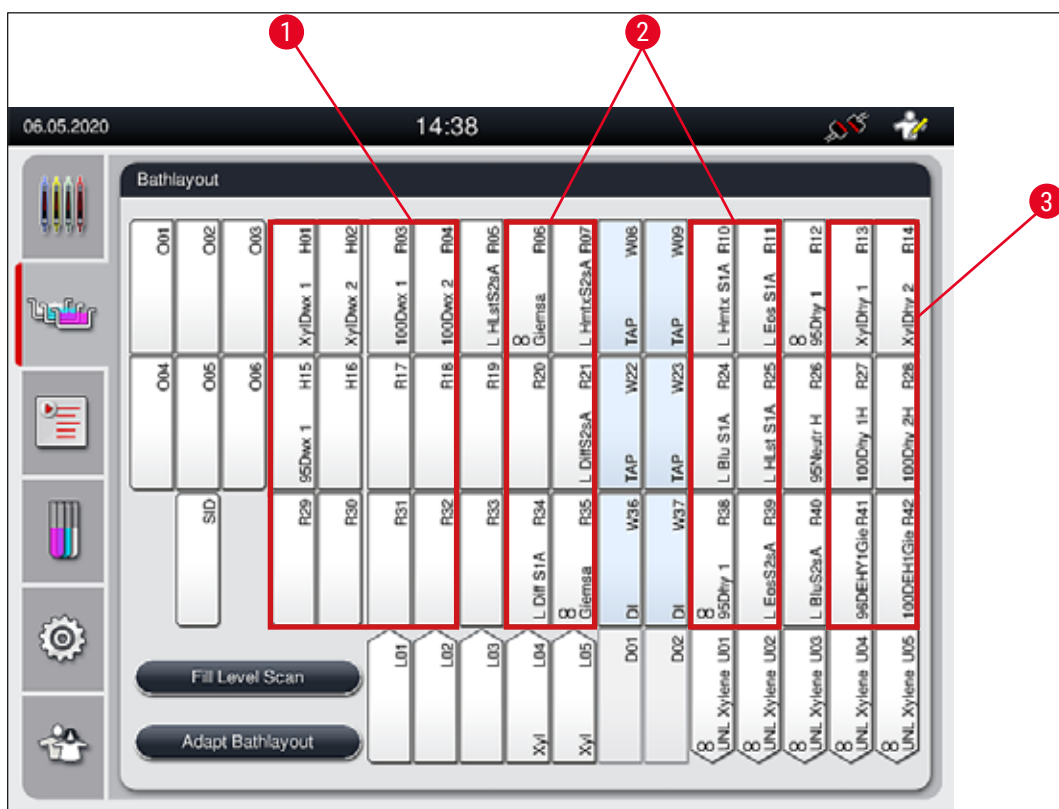 1
2
3
06.05.2020
14:38
Bathlayout
O01
O02
O03
XylDwx 1 H01
XylDwx 2 H02
100Dwx 1 R03
100Dwx 2 R04
L HLstS2sA R05
∞ Giemsa R06
L HmtxS2sA R07
TAP W08
TAP W09
L Hmtx S1A R10
L Eos S1A R11
∞ 95Dhy 1 R12
XylDhy 1 R13
XylDhy 2 R14
O04
O05
O06
95Dwx 1 H15
H16
R17
R18
R19
R20
L DiffS2sA R21
TAP W22
TAP W23
L Blu S1A R24
L HLst S1A R25
95Neutr H R26
100Dhy 1H R27
100Dhy 2H R28
SID
R29
R30
R31
R32
R33
L Diff S1A R34
∞ Giemsa R35
DI W36
DI W37
∞ 95Dhy 1 R38
L EosS2sA R39
L BluS2sA R40
96DEHY1Gie R41
100DEH1Gie R42
L01
L02
L03
Xyl L04
Xyl L05
D01
D02
∞ UNL Xylene U01
∞ UNL Xylene U02
∞ UNL Xylene U03
∞ UNL Xylene U04
∞ UNL Xylene U05
Fill Level Scan
Adapt Bathlayout